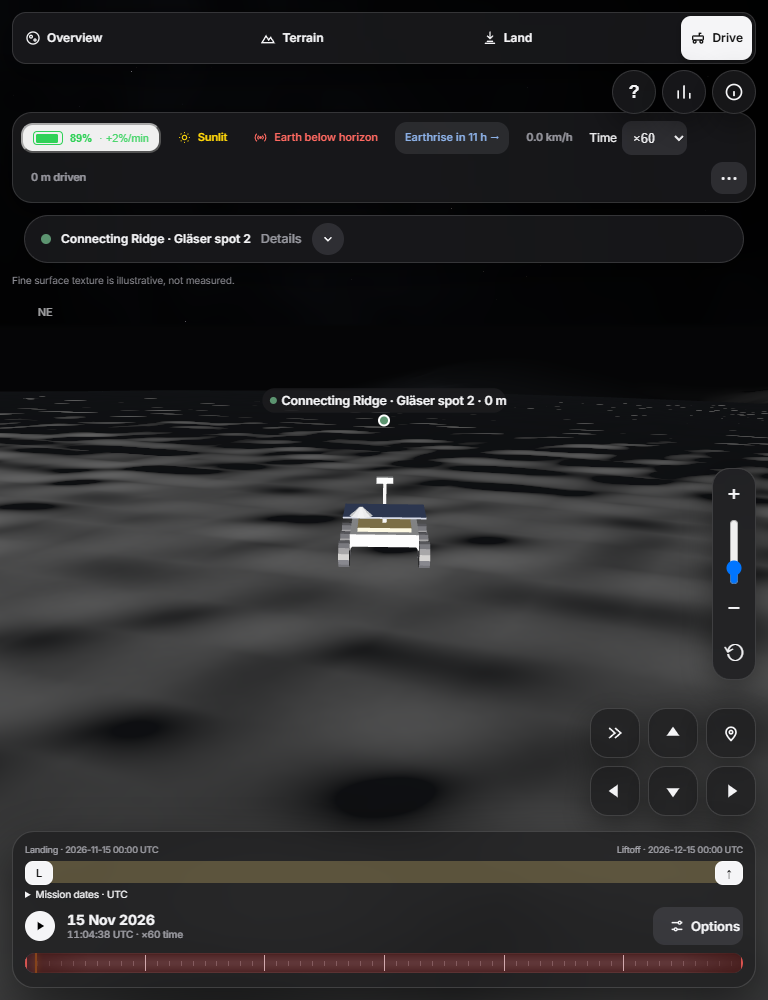 Overview
Terrain
Land
Drive
?
89% · +2%/min
Sunlit
Earth below horizon
Earthrise in 11 h →
0.0 km/h
Time
×60
0 m driven
Connecting Ridge · Gläser spot 2 Details
Fine surface texture is illustrative, not measured.
NE
Connecting Ridge · Gläser spot 2 · 0 m
Landing · 2026-11-15 00:00 UTC
Liftoff · 2026-12-15 00:00 UTC
L
↑
Mission dates · UTC
15 Nov 2026
11:04:38 UTC · ×60 time
Options